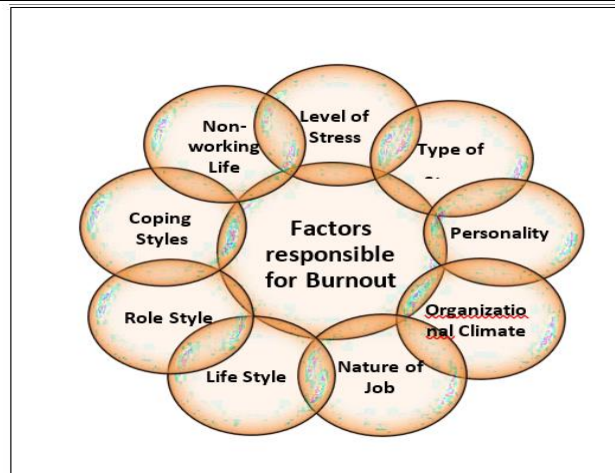 Level of
Stress
Type of
Personality
Organizatio
nal Climate
Nature of
Job
Life Style
Role Style
Coping
Styles
Non-
working
Life
Factors
responsible
for Burnout